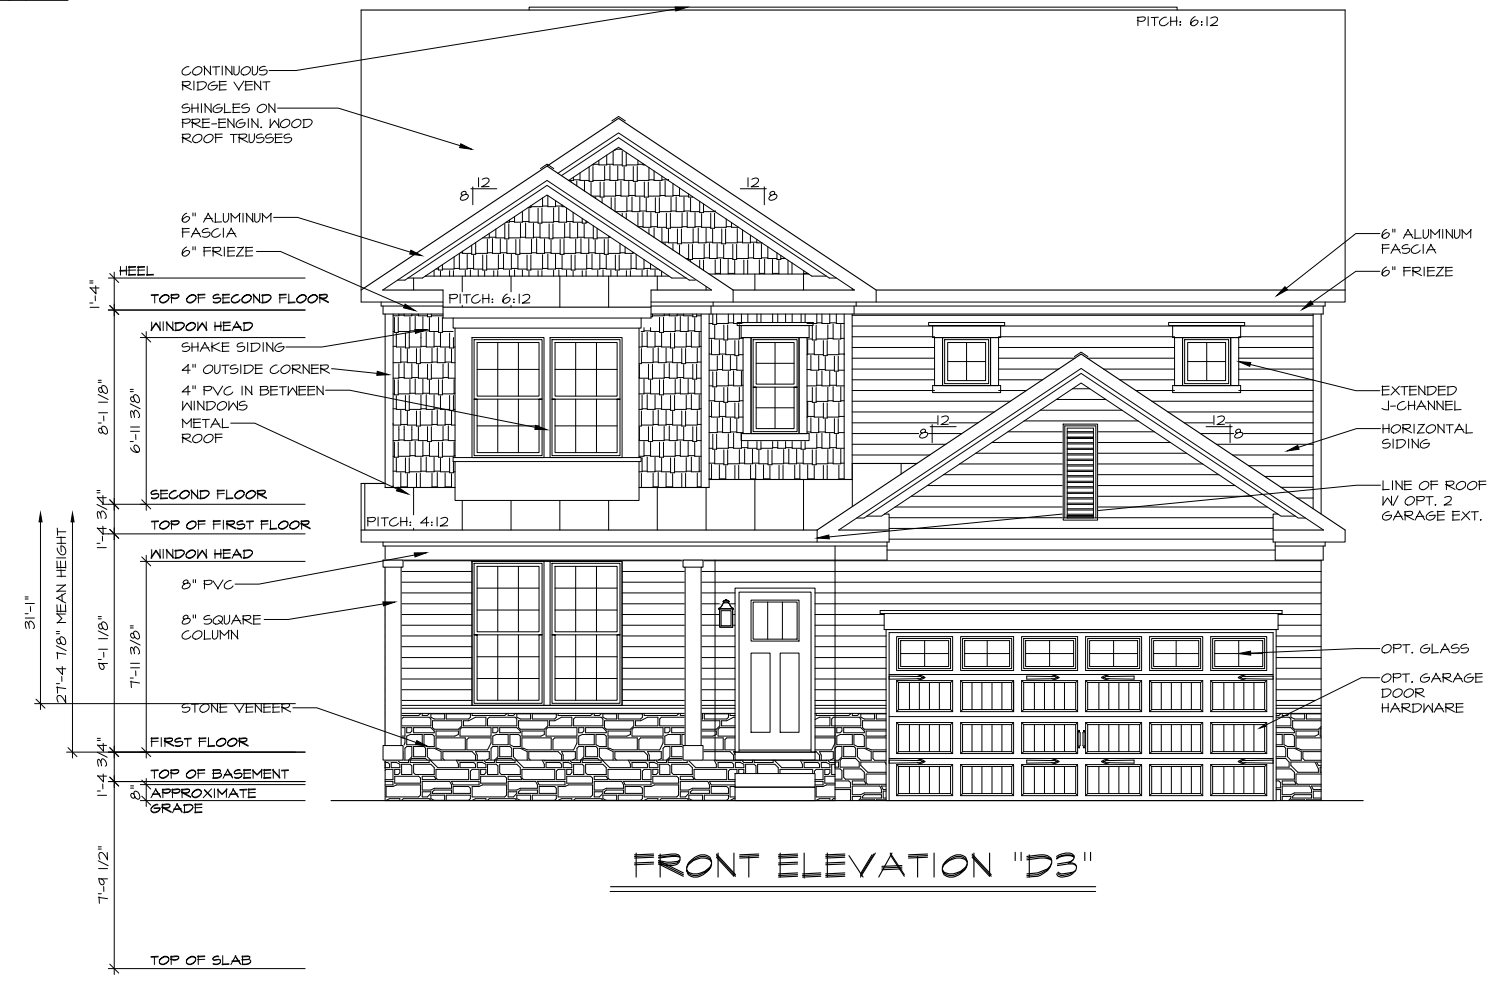 PITCH: 6:12
CONTINUOUS
RIDGE VENT
SHINGLES ON
PRE-ENGIN. WOOD
ROOF TRUSSES
12
8
12
8
6" ALUMINUM
FASCIA
6" FRIEZE
6" ALUMINUM
FASCIA
6" FRIEZE
HEEL
1'-4"
TOP OF SECOND FLOOR
PITCH: 6:12
WINDOW HEAD
SHAKE SIDING
4" OUTSIDE CORNER
4" PVC IN BETWEEN
WINDOWS
METAL
ROOF
8'-1 1/8"
6'-11 3/8"
EXTENDED
J-CHANNEL
12
8
12
8
HORIZONTAL
SIDING
SECOND FLOOR
1'-4 3/4"
LINE OF ROOF
W/ OPT. 2
GARAGE EXT.
PITCH: 4:12
TOP OF FIRST FLOOR
WINDOW HEAD
8" PVC
8" SQUARE
COLUMN
31'-1"
27'-4 7/8" MEAN HEIGHT
9'-1 1/8"
7'-11 3/8"
OPT. GLASS
OPT. GARAGE
DOOR
HARDWARE
STONE VENEER
FIRST FLOOR
1'-4 3/4"
TOP OF BASEMENT
8"
APPROXIMATE
GRADE
7'-9 1/2"
FRONT ELEVATION "D3"
TOP OF SLAB